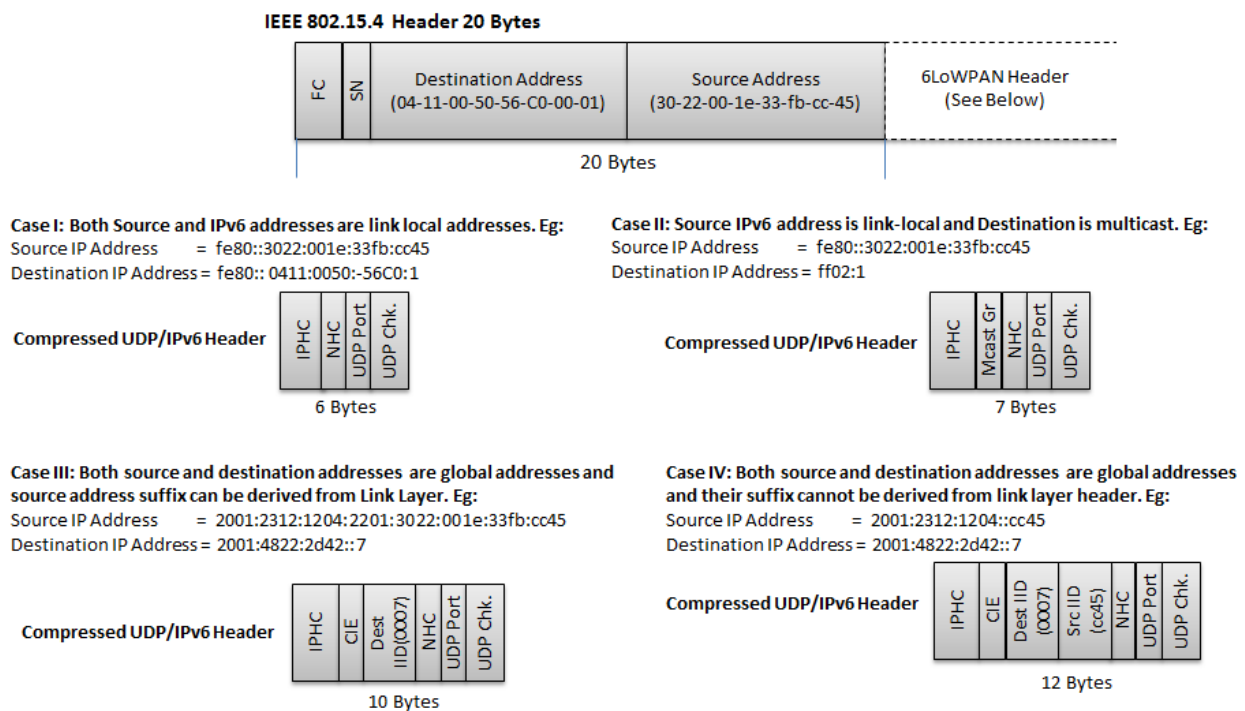 IEEE 802.15.4 Header 20 Bytes
FC
SN
Destination Address
(04-11-00-50-56-C0-00-01)
Source Address
(30-22-00-1e-33-fb-cc-45)
6LoWPAN Header
(See Below)
20 Bytes
Case I: Both Source and IPv6 addresses are link local addresses. Eg:
Source IP Address = fe80::3022:001e:33fb:cc45
Destination IP Address = fe80:: 0411:0050:-56C0:1
Compressed UDP/IPv6 Header
IPHC
NHC
UDP Port
UDP Chk.
6 Bytes
Case II: Source IPv6 address is link-local and Destination is multicast. Eg:
Source IP Address = fe80::3022:001e:33fb:cc45
Destination IP Address = ff02:1
Compressed UDP/IPv6 Header
IPHC
Mcast Gr
NHC
UDP Port
UDP Chk.
7 Bytes
Case III: Both source and destination addresses are global addresses and
source address suffix can be derived from Link Layer. Eg:
Source IP Address = 2001:2312:1204:2201:3022:001e:33fb:cc45
Destination IP Address = 2001:4822:2d42::7
Compressed UDP/IPv6 Header
IPHC
CIE
Dest
IID(0007)
NHC
UDP Port
UDP Chk.
10 Bytes
Case IV: Both source and destination addresses are global addresses
and their suffix cannot be derived from link layer header. Eg:
Source IP Address = 2001:2312:1204::cc45
Destination IP Address = 2001:4822:2d42::7
Compressed UDP/IPv6 Header
IPHC
CIE
Dest IID
(0007)
Src IID
(cc45)
NHC
UDP Port
UDP Chk.
12 Bytes